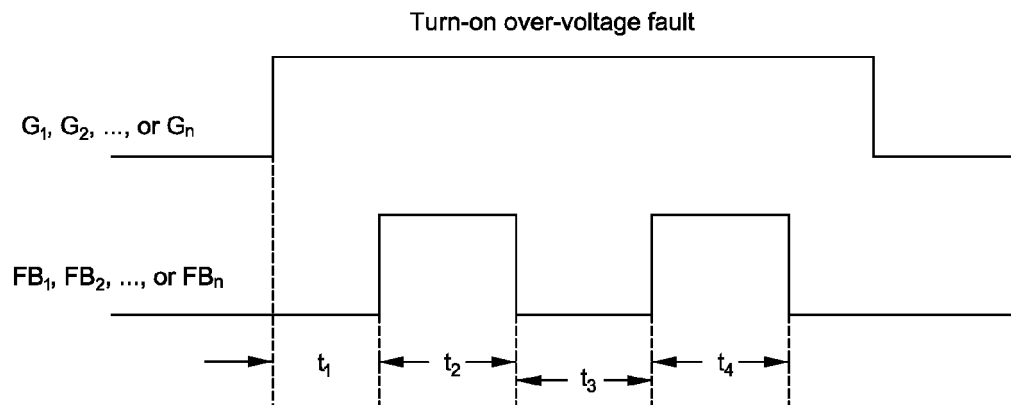 Turn-on over-voltage fault
G₁, G₂, ..., or Gₙ
FB₁, FB₂, ..., or FBₙ
t₁
t₂
t₃
t₄